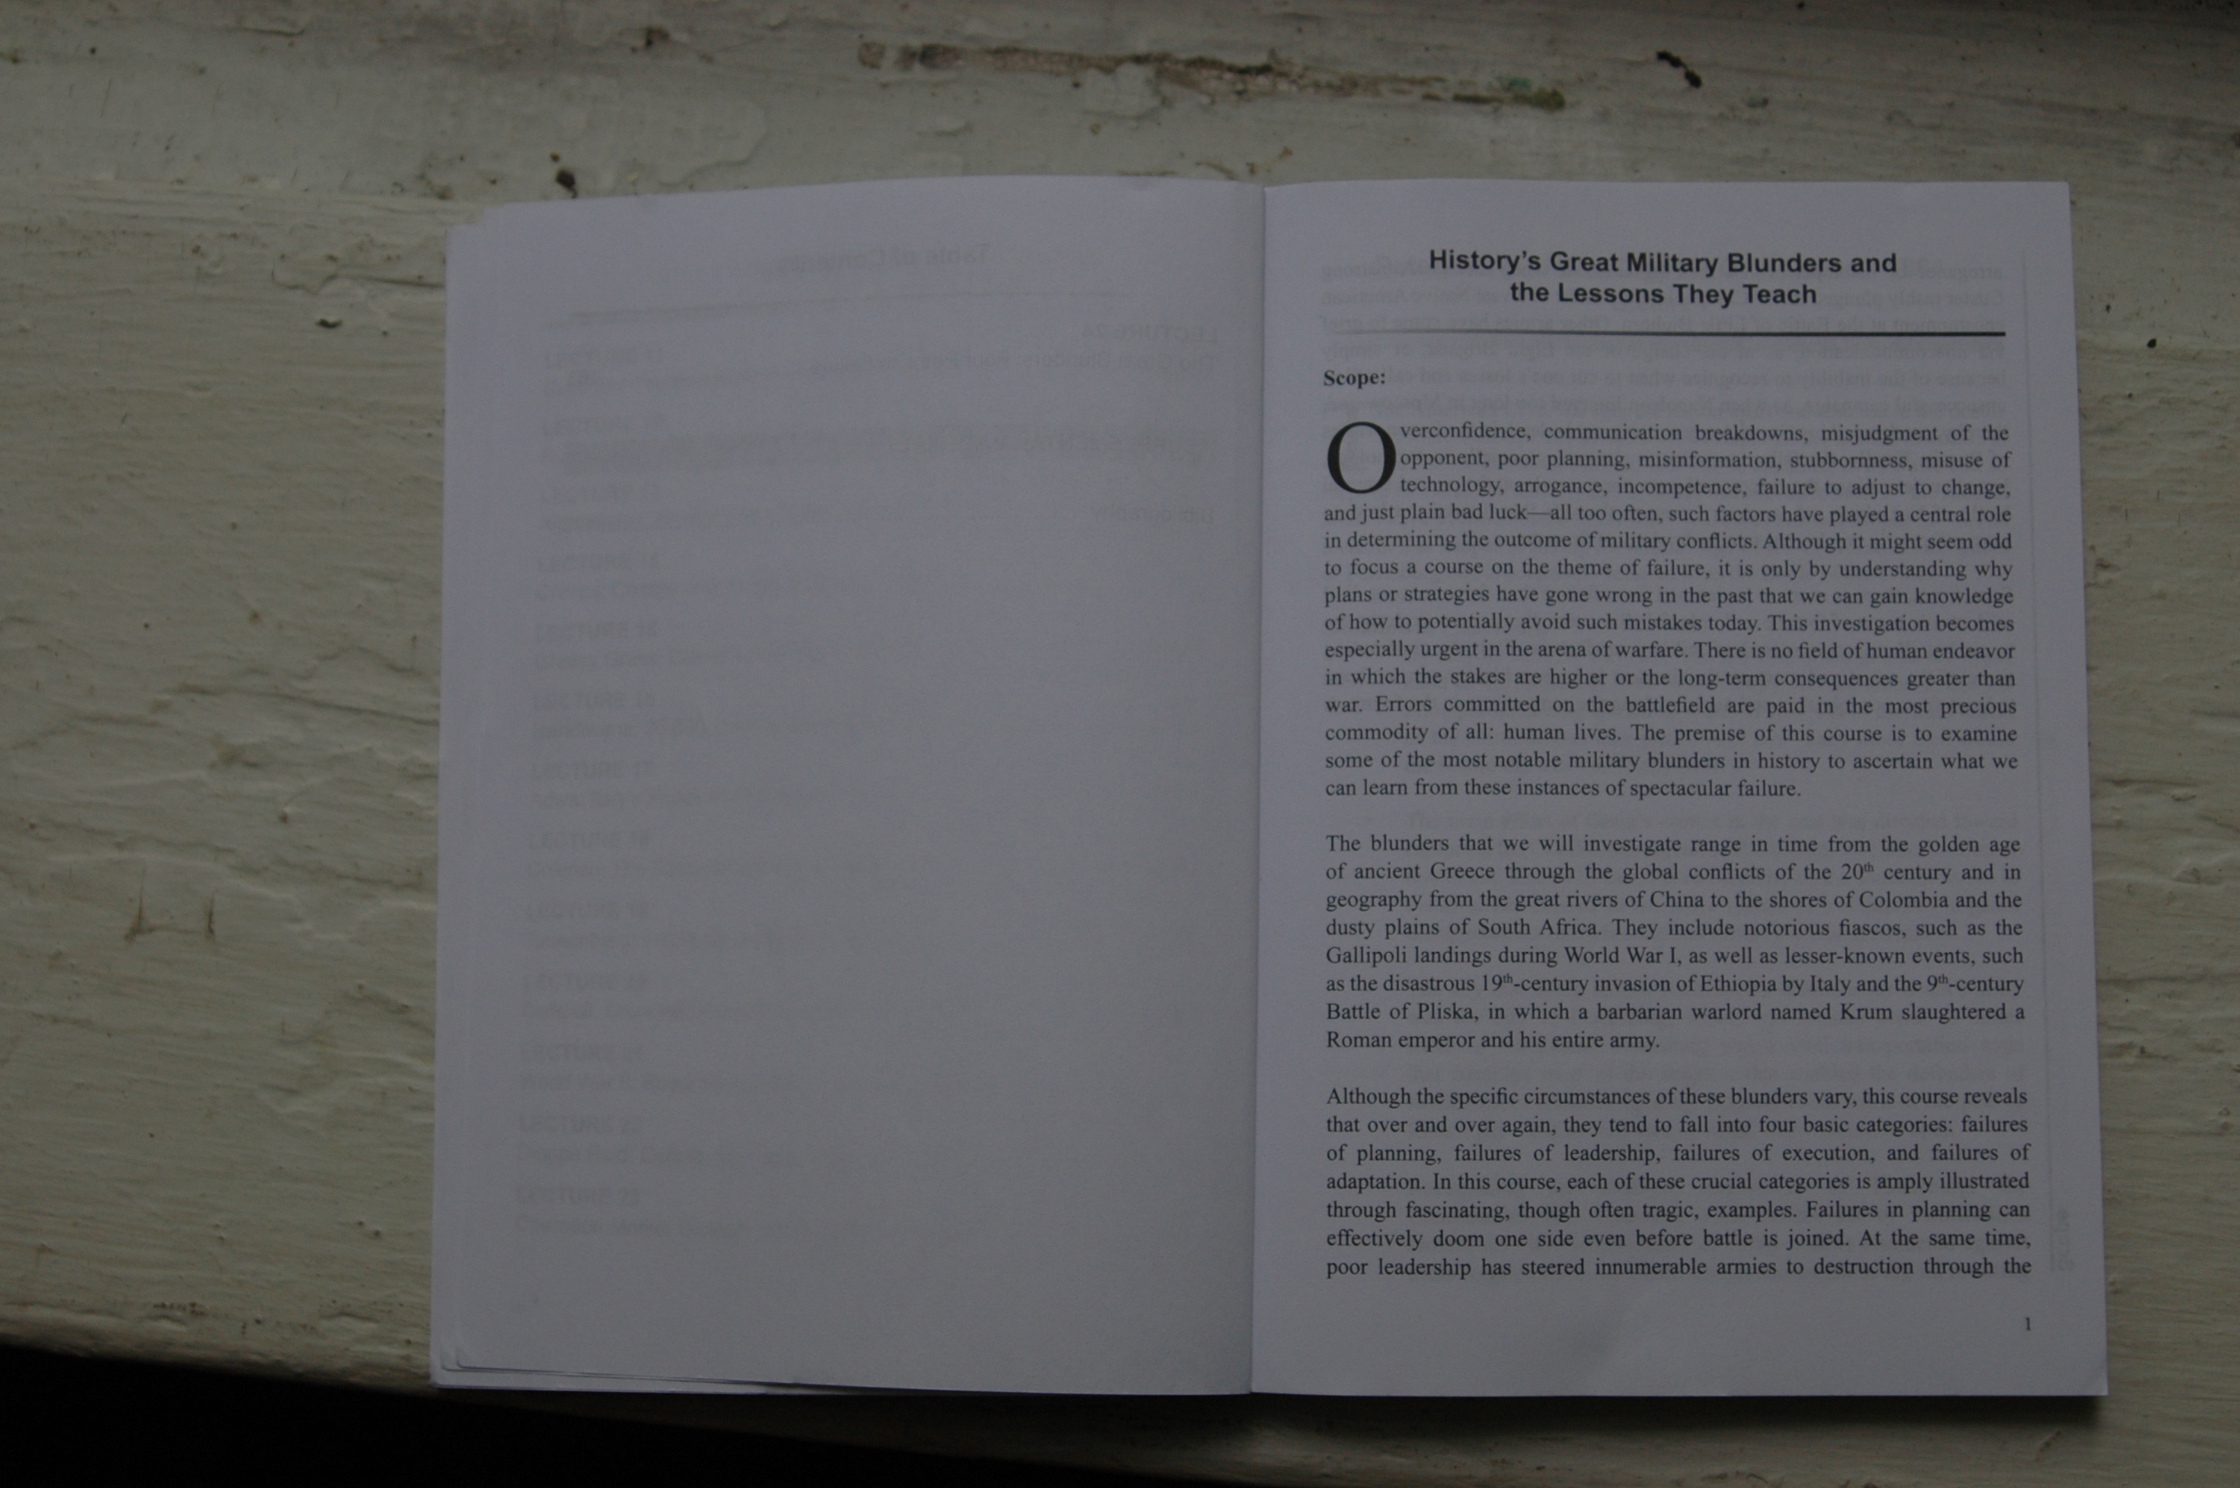 History's Great Military Blunders and
the Lessons They Teach
Scope:
Overconfidence, communication breakdowns, misjudgment of the
opponent, poor planning, misinformation, stubbornness, misuse of
technology, arrogance, incompetence, failure to adjust to change,
and just plain bad luck—all too often, such factors have played a central role
in determining the outcome of military conflicts. Although it might seem odd
to focus a course on the theme of failure, it is only by understanding why
plans or strategies have gone wrong in the past that we can gain knowledge
of how to potentially avoid such mistakes today. This investigation becomes
especially urgent in the arena of warfare. There is no field of human endeavor
in which the stakes are higher or the long-term consequences greater than
war. Errors committed on the battlefield are paid in the most precious
commodity of all: human lives. The premise of this course is to examine
some of the most notable military blunders in history to ascertain what we
can learn from these instances of spectacular failure.
The blunders that we will investigate range in time from the golden age
of ancient Greece through the global conflicts of the 20th century and in
geography from the great rivers of China to the shores of Colombia and the
dusty plains of South Africa. They include notorious fiascos, such as the
Gallipoli landings during World War I, as well as lesser-known events, such
as the disastrous 19th-century invasion of Ethiopia by Italy and the 9th-century
Battle of Pliska, in which a barbarian warlord named Krum slaughtered a
Roman emperor and his entire army.
Although the specific circumstances of these blunders vary, this course reveals
that over and over again, they tend to fall into four basic categories: failures
of planning, failures of leadership, failures of execution, and failures of
adaptation. In this course, each of these crucial categories is amply illustrated
through fascinating, though often tragic, examples. Failures in planning can
effectively doom one side even before battle is joined. At the same time,
poor leadership has steered innumerable armies to destruction through the
1